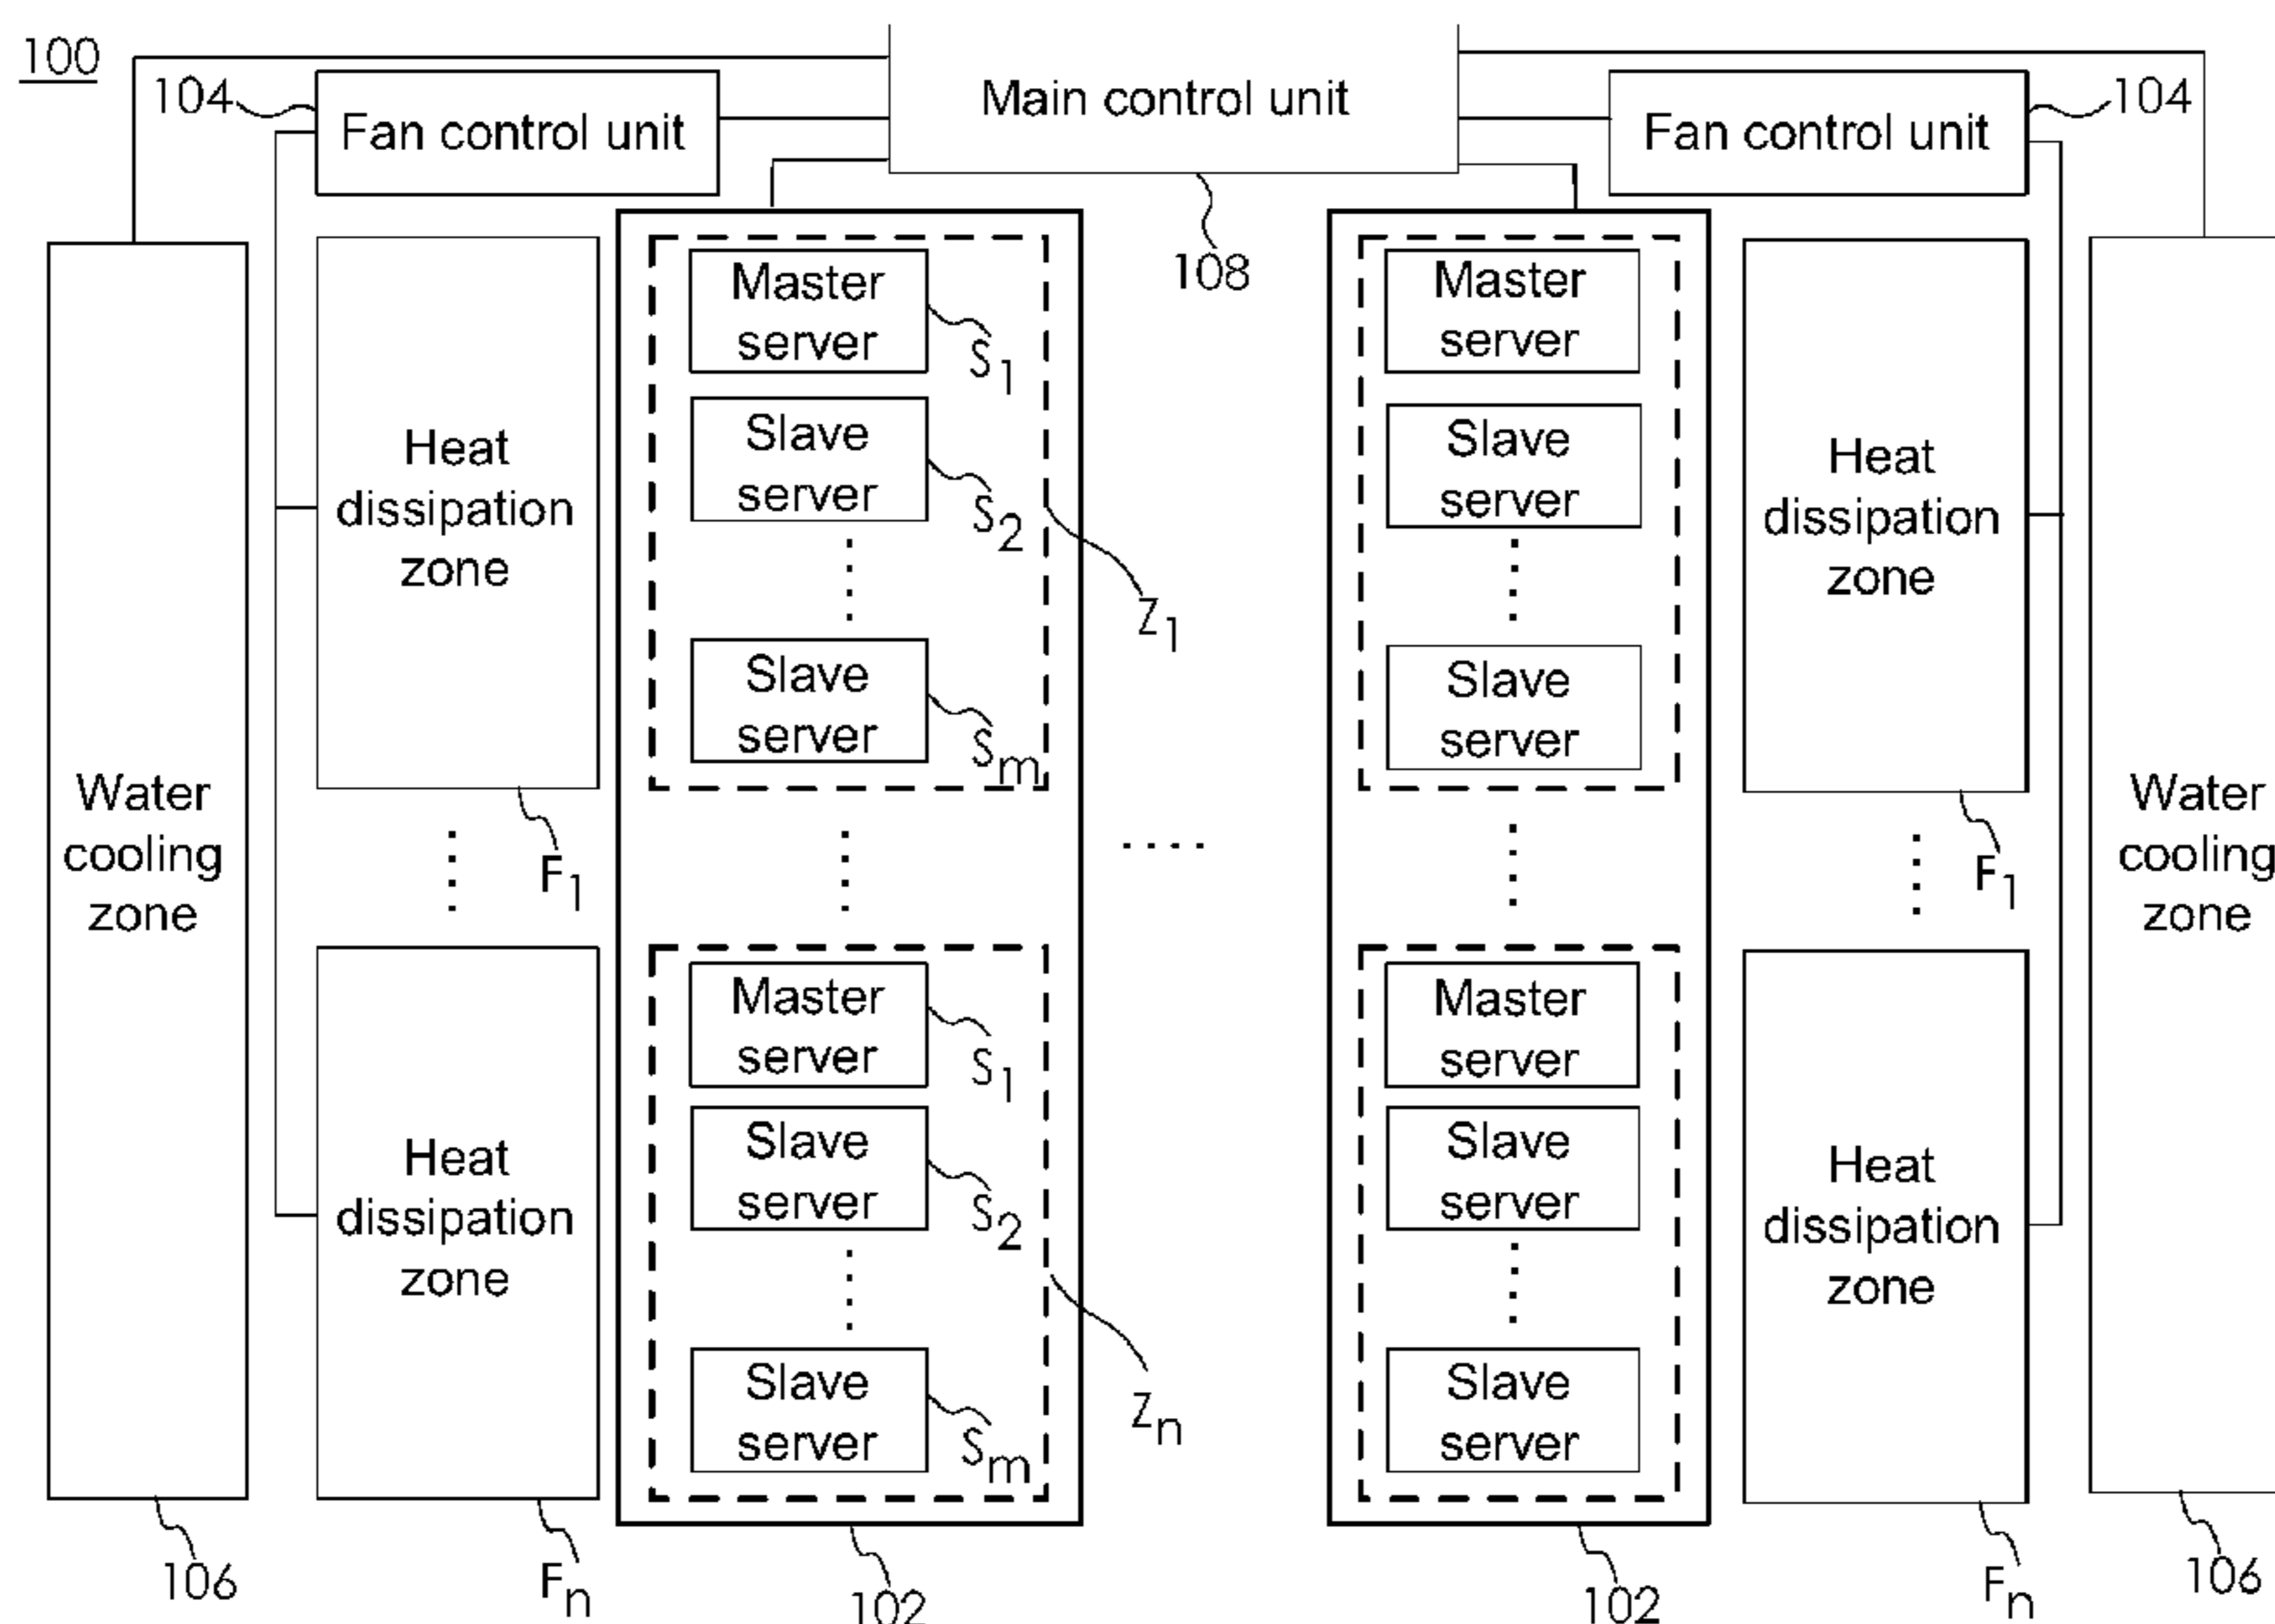 100
104
Fan control unit
Main control unit
Fan control unit
104
108
Water
cooling
zone
106
Heat
dissipation
zone
F1
Heat
dissipation
zone
Fn
Master
server
S1
Slave
server
S2
Slave
server
Sm
Z1
Master
server
S1
Slave
server
S2
Slave
server
Sm
Zn
102
Master
server
Slave
server
Slave
server
Master
server
Slave
server
Slave
server
102
Heat
dissipation
zone
F1
Heat
dissipation
zone
Fn
Water
cooling
zone
106